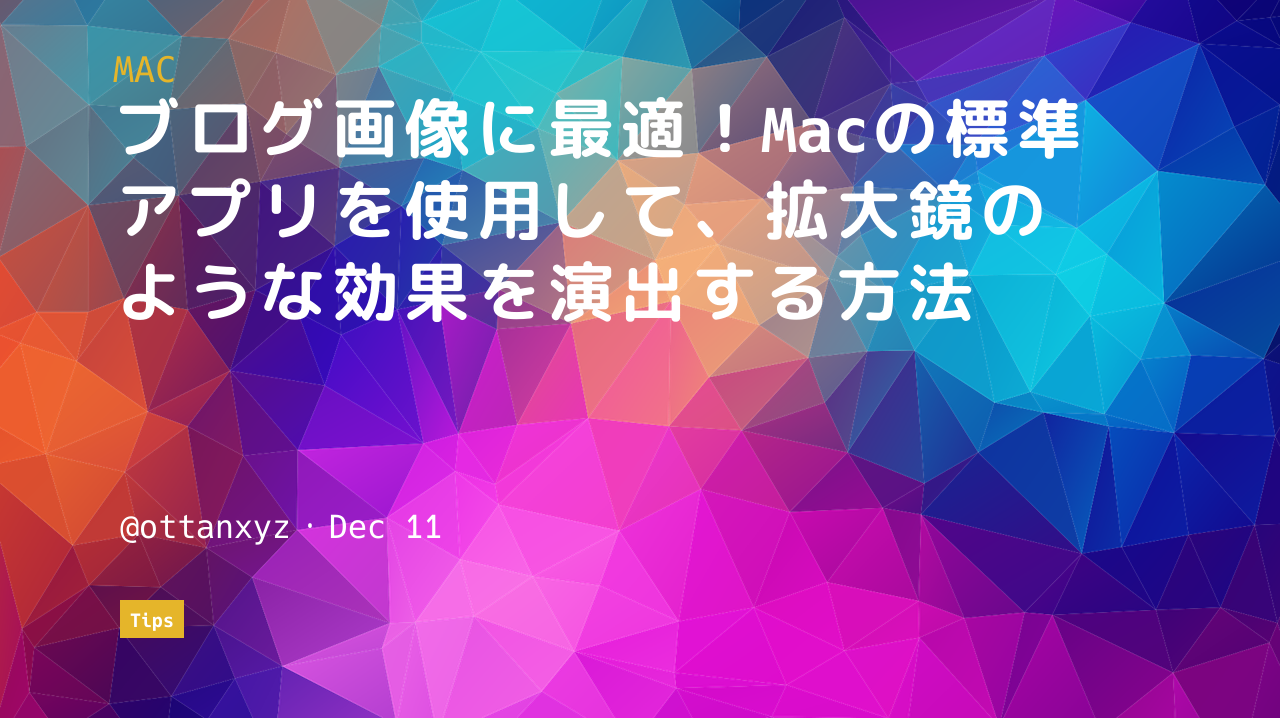 MAC
ブログ画像に最適！Macの標準
アプリを使用して、拡大鏡の
ような効果を演出する方法
@ottanxyz・Dec 11
Tips